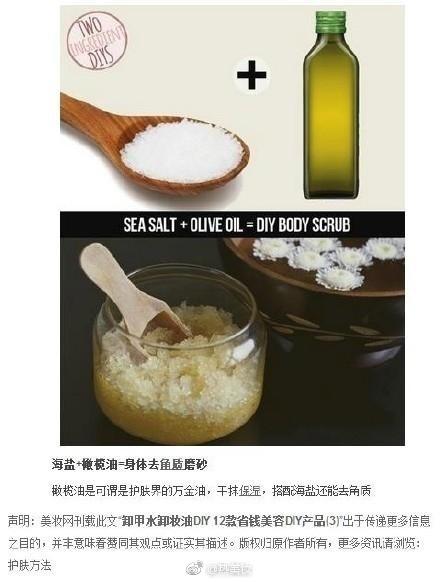 TWO
INGREDIENT
DIYS
+
SEA SALT + OLIVE OIL = DIY BODY SCRUB
海盐+橄榄油=身体去角质磨砂
橄榄油是可谓是护肤界的万金油，干抹保湿，搭配海盐还能去角质
声明：美妆网刊载此文“卸甲水卸妆油DIY 12款省钱美容DIY产品(3)”出于传递更多信息
之目的，并非意味着赞同其观点或证实其描述。版权归原作者所有，更多资讯请浏览：
护肤方法